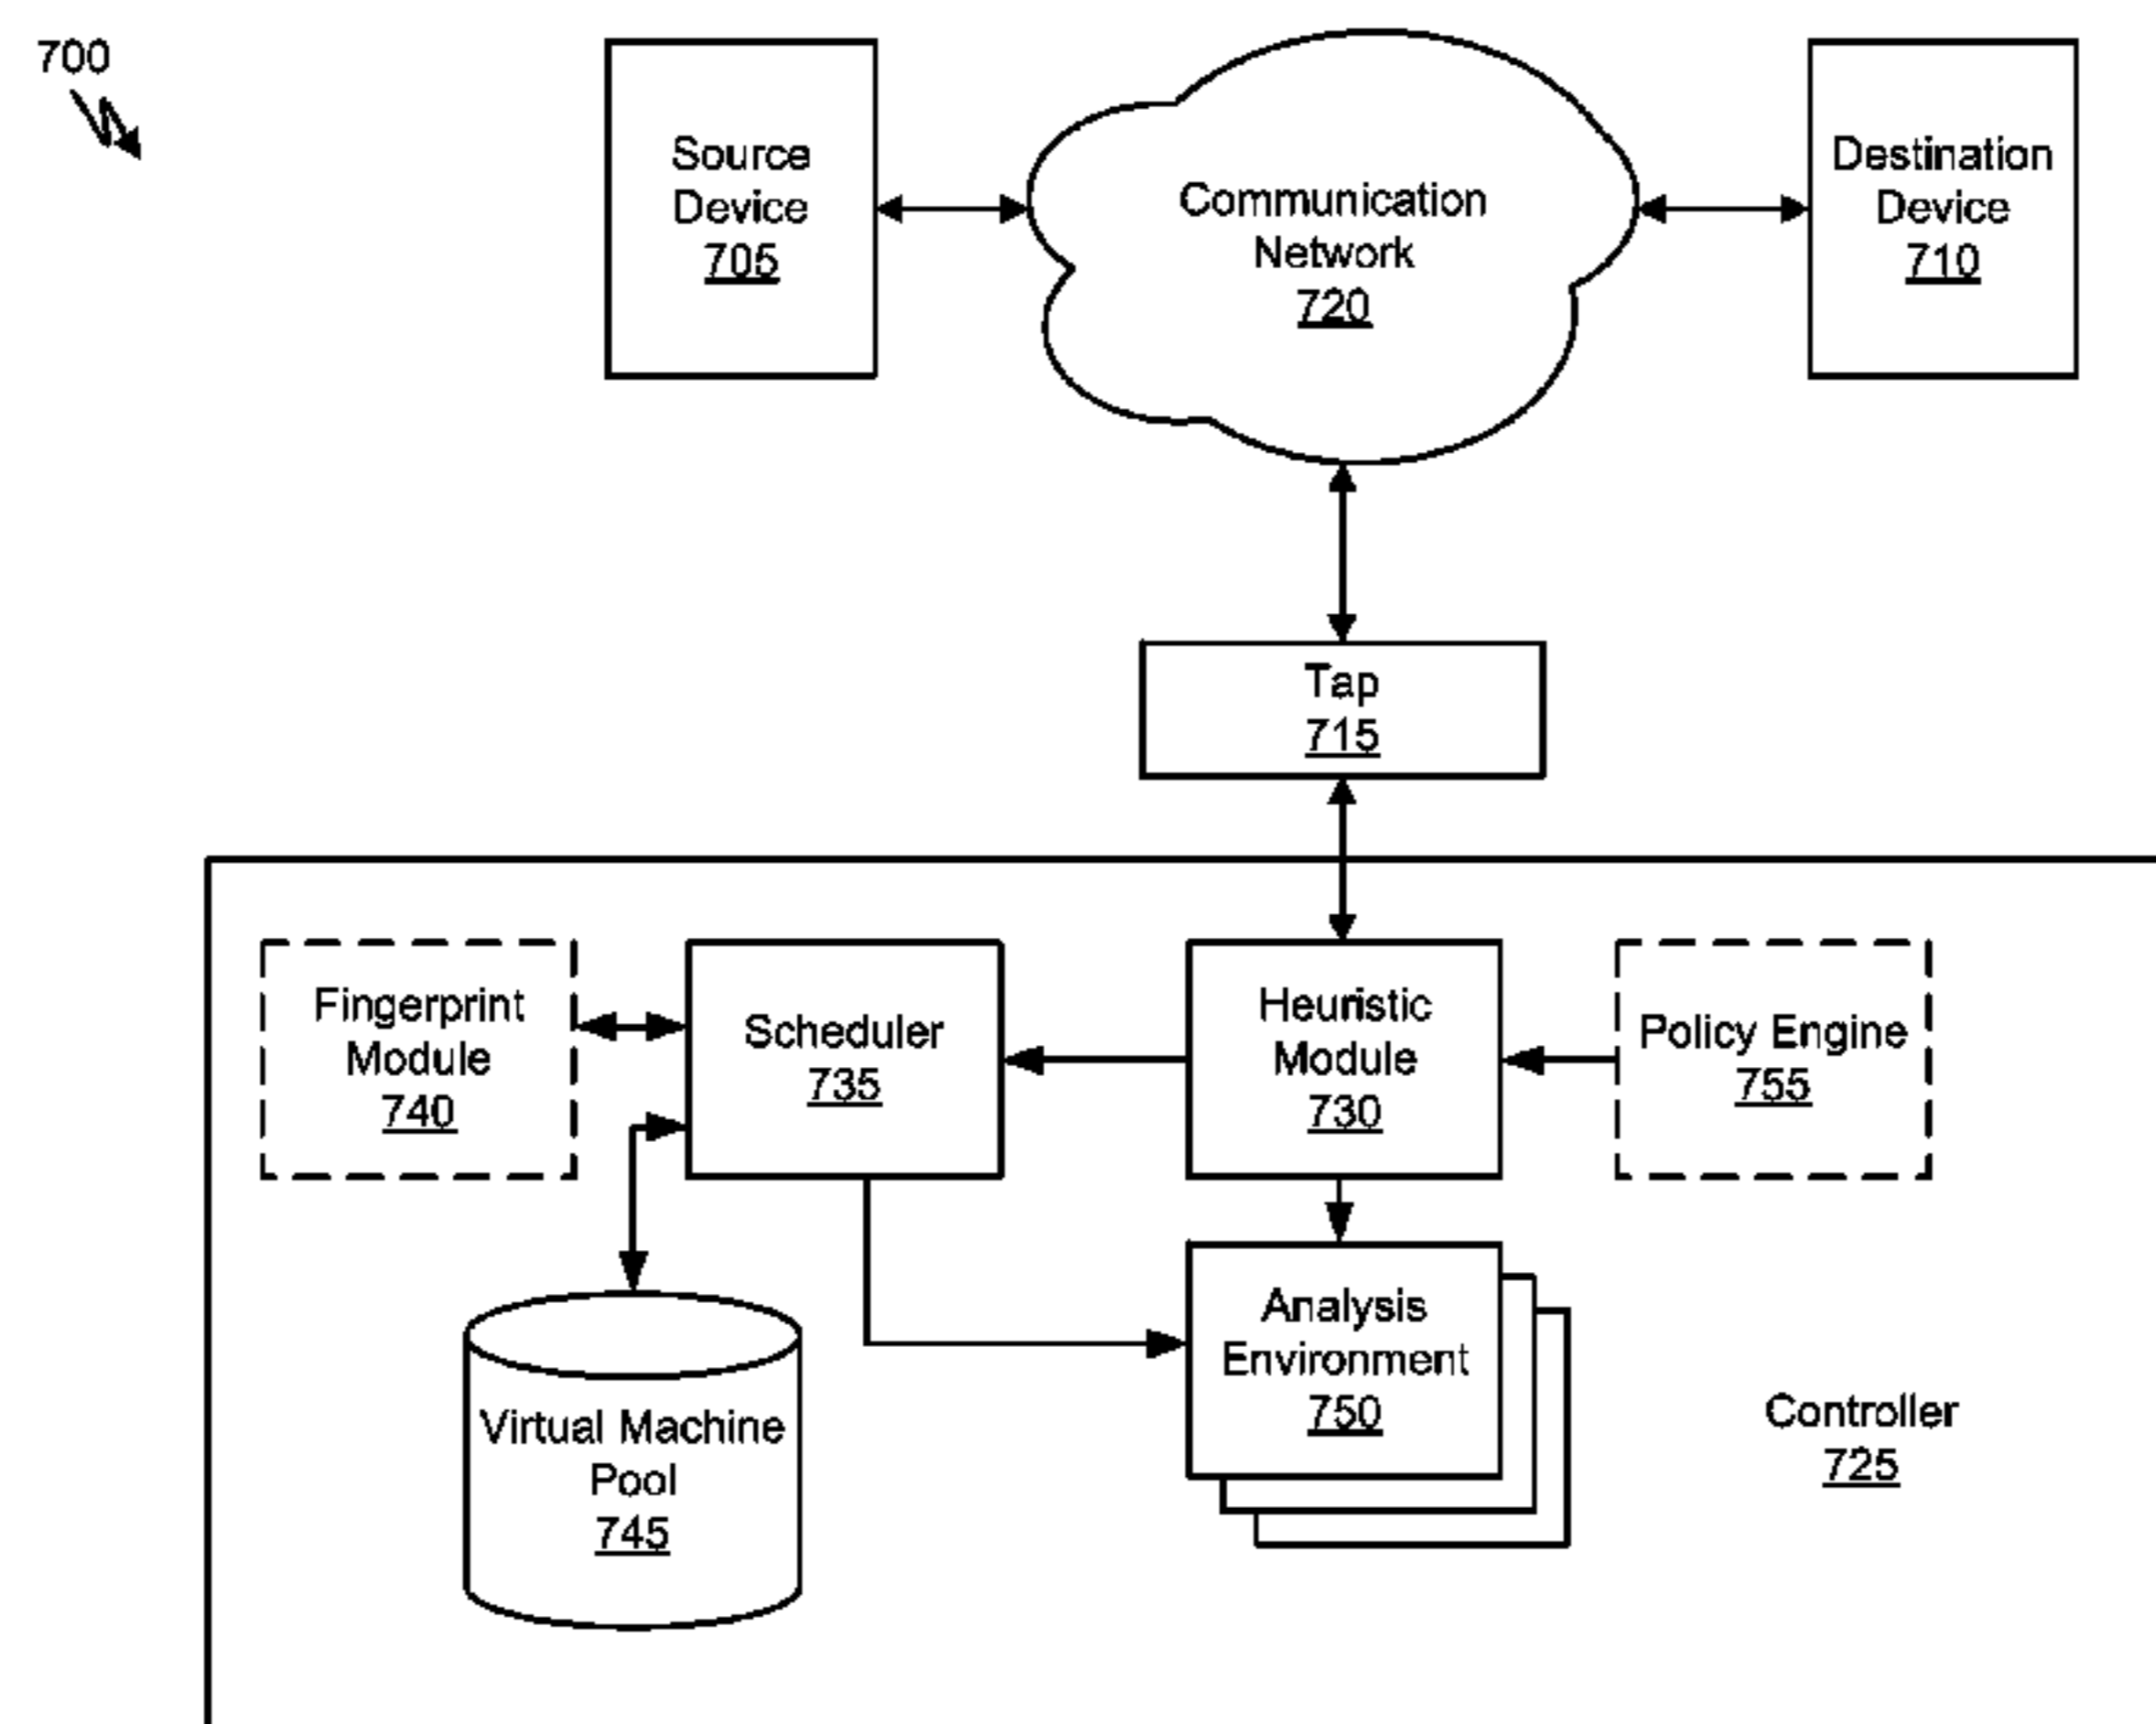 700
Source
Device
705
Communication
Network
720
Destination
Device
710
Tap
715
Fingerprint
Module
740
Scheduler
735
Heuristic
Module
730
Policy Engine
755
Virtual Machine
Pool
745
Analysis
Environment
750
Controller
725